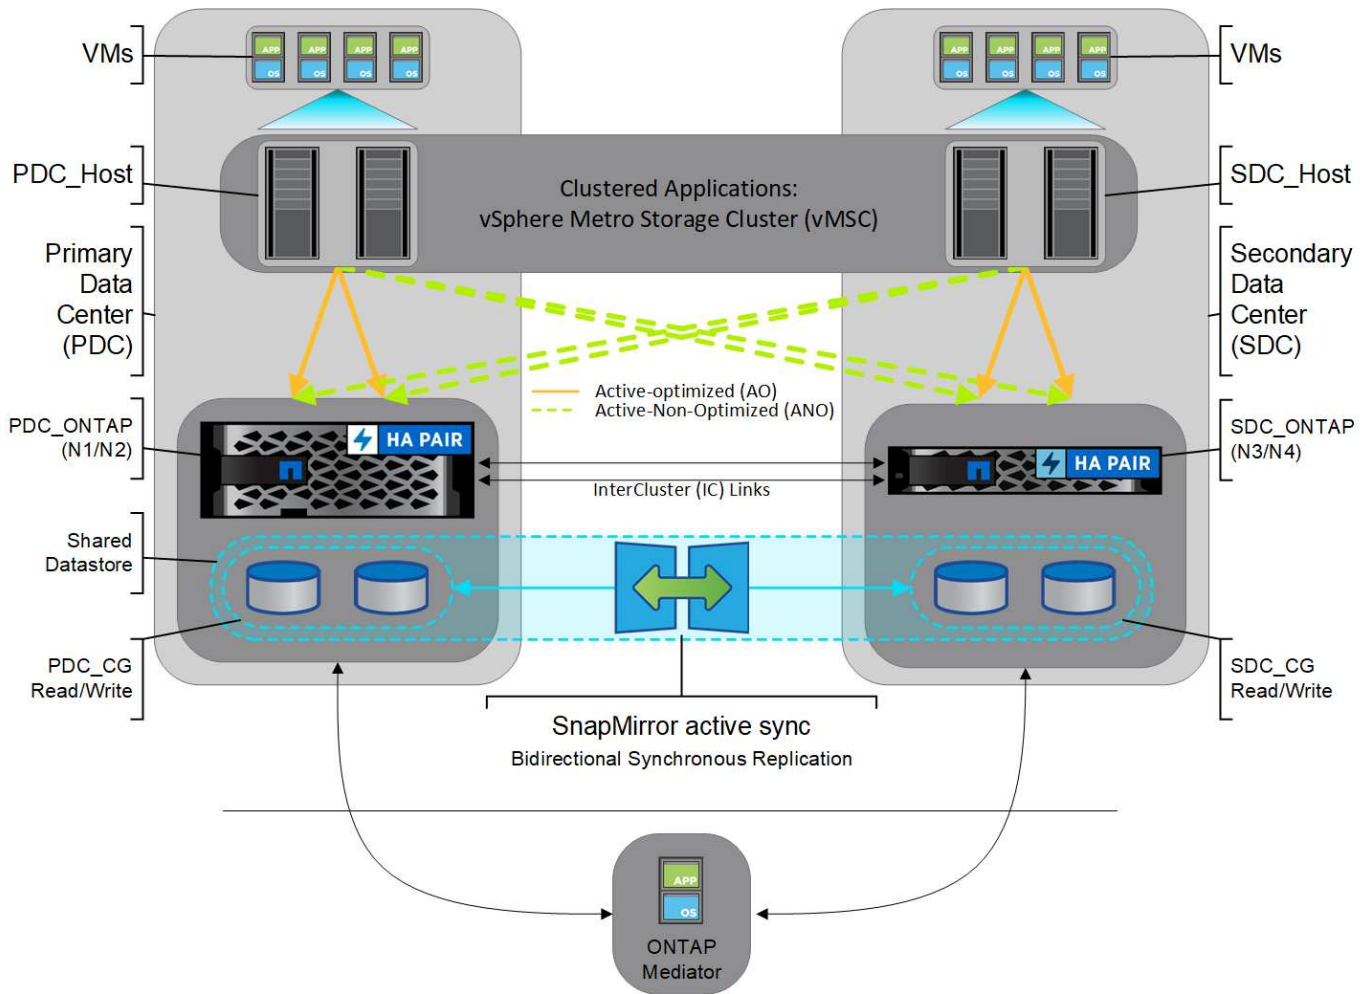 VMs
APP APP APP APP
OS OS OS OS
APP APP APP APP
OS OS OS OS
VMs
PDC_Host
Clustered Applications:
vSphere Metro Storage Cluster (vMSC)
SDC_Host
Primary
Data
Center
(PDC)
Secondary
Data
Center
(SDC)
Active-optimized (AO)
Active-Non-Optimized (ANO)
PDC_ONTAP
(N1/N2)
HA PAIR
HA PAIR
SDC_ONTAP
(N3/N4)
InterCluster (IC) Links
Shared
Datastore
PDC_CG
Read/Write
SDC_CG
Read/Write
SnapMirror active sync
Bidirectional Synchronous Replication
APP
OS
ONTAP
Mediator